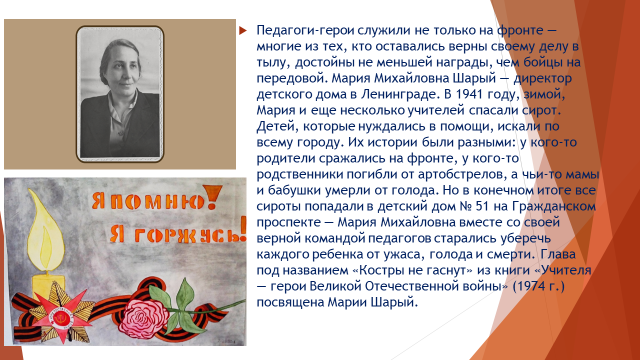 Педагоги-герои служили не только на фронте —
многие из тех, кто оставались верны своему делу в
тылу, достойны не меньшей награды, чем бойцы на
передовой. Мария Михайловна Шарый — директор
детского дома в Ленинграде. В 1941 году, зимой,
Мария и еще несколько учителей спасали сирот.
Детей, которые нуждались в помощи, искали по
всему городу. Их истории были разными: у кого-то
родители сражались на фронте, у кого-то
родственники погибли от артобстрелов, а чьи-то мамы
и бабушки умерли от голода. Но в конечном итоге все
сироты попадали в детский дом № 51 на Гражданском
проспекте — Мария Михайловна вместе со своей
верной командой педагогов старались уберечь
каждого ребенка от ужаса, голода и смерти. Глава
под названием «Костры не гаснут» из книги «Учителя
— герои Великой Отечественной войны» (1974 г.)
посвящена Марии Шарый.
Я помню!
Я горжусь!